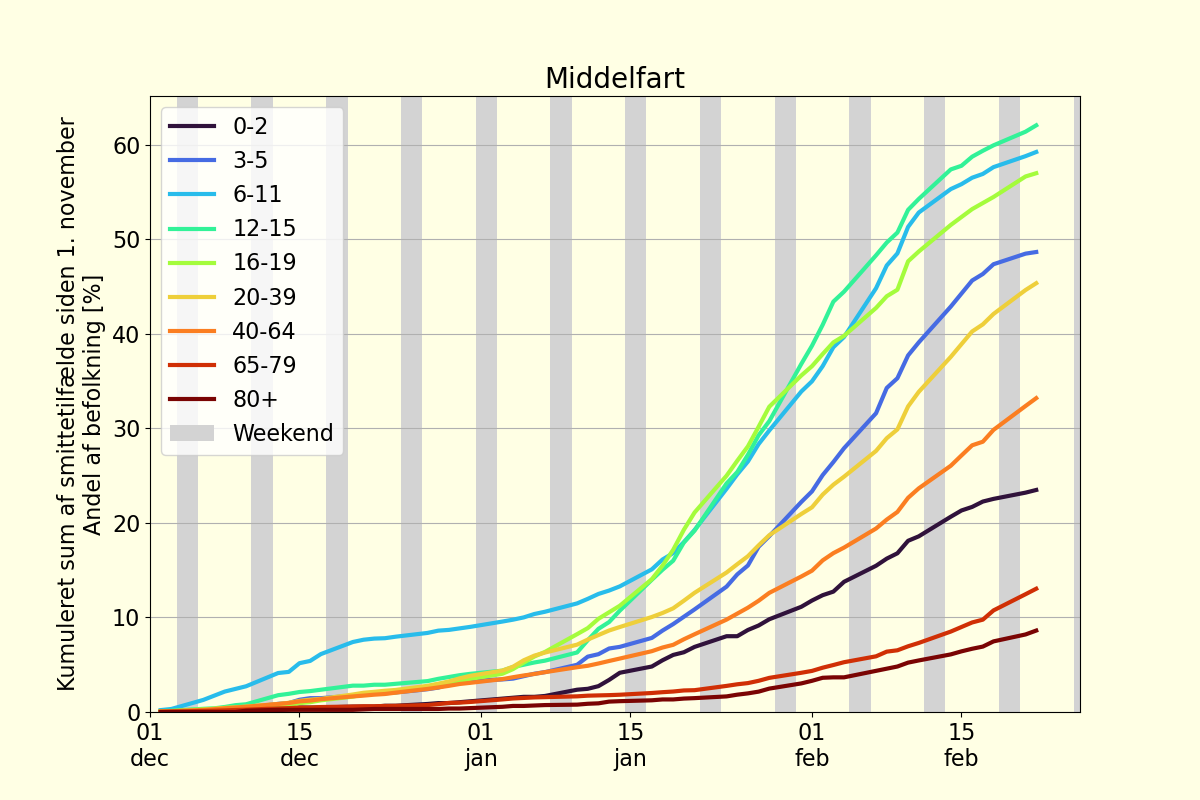 Middelfart
Kumuleret sum af smittetilfælde siden 1. november
Andel af befolkning [%]
60
50
40
30
20
10
0
0-2
3-5
6-11
12-15
16-19
20-39
40-64
65-79
80+
Weekend
01
dec
15
dec
01
jan
15
jan
01
feb
15
feb